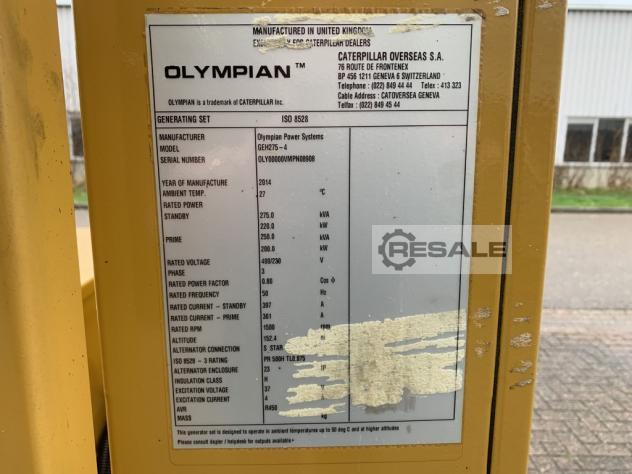 MANUFACTURED IN UNITED KINGDOM
FOR CATERPILLAR DEALERS
OLYMPIAN™
OLYMPIAN is a trademark of CATERPILLAR Inc.
CATERPILLAR OVERSEAS S.A.
76 ROUTE DE FRONTENEX
BP 456 1211 GENEVA 6 SWITZERLAND
Telephone : (022) 849 44 44 Telex : 413 323
Cable Address : CATOVERSEA GENEVA
Telfax : (022) 849 45 44
GENERATING SET ISO 8528
MANUFACTURER Olympian Power Systems
MODEL GEH275-4
SERIAL NUMBER OLY00000VMPN08908
YEAR OF MANUFACTURE 2014
AMBIENT TEMP. 27 °C
RATED POWER
STANDBY 275.0 kVA
220.0 kW
PRIME 250.0 kVA
200.0 kW
RATED VOLTAGE 400/230 V
PHASE 3
RATED POWER FACTOR 0.80 Cos ϕ
RATED FREQUENCY 50 Hz
RATED CURRENT - STANDBY 397 A
RATED CURRENT - PRIME 361 A
RATED RPM 1500 rpm
ALTITUDE 152.4
ALTERNATOR CONNECTION S STAR
ISO 8528 - 3 RATING PR 500H TL0.875
ALTERNATOR ENCLOSURE 23 IP
INSULATION CLASS H
EXCITATION VOLTAGE 37 V
EXCITATION CURRENT 4
AVR R450
MASS kg
This generator set is designed to operate in ambient temperatures up to 50 deg C and at higher altitudes
Please consult dealer / helpdesk for outputs available
RESALE